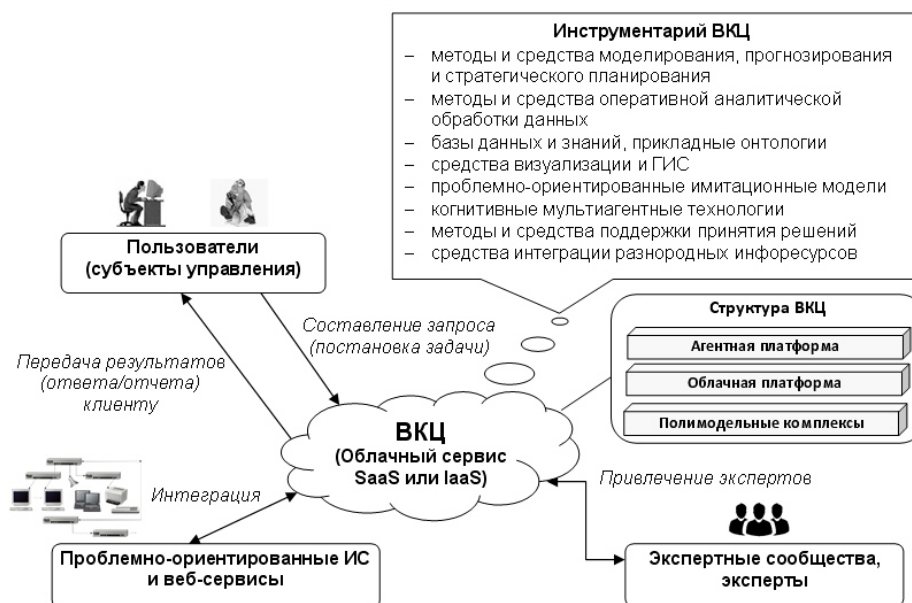 Инструментарий ВКЦ
– методы и средства моделирования, прогнозирования
и стратегического планирования
– методы и средства оперативной аналитической
обработки данных
– базы данных и знаний, прикладные онтологии
– средства визуализации и ГИС
– проблемно-ориентированные имитационные модели
– когнитивные мультиагентные технологии
– методы и средства поддержки принятия решений
– средства интеграции разнородных инфоресурсов
Пользователи
(субъекты управления)
Составление запроса
(постановка задачи)
Передача результатов
(ответа/отчета)
клиенту
Структура ВКЦ
Агентная платформа
Облачная платформа
Полимодельные комплексы
ВКЦ
(Облачный сервис
SaaS или IaaS)
Интеграция
Привлечение экспертов
Проблемно-ориентированные ИС
и веб-сервисы
Экспертные сообщества,
эксперты